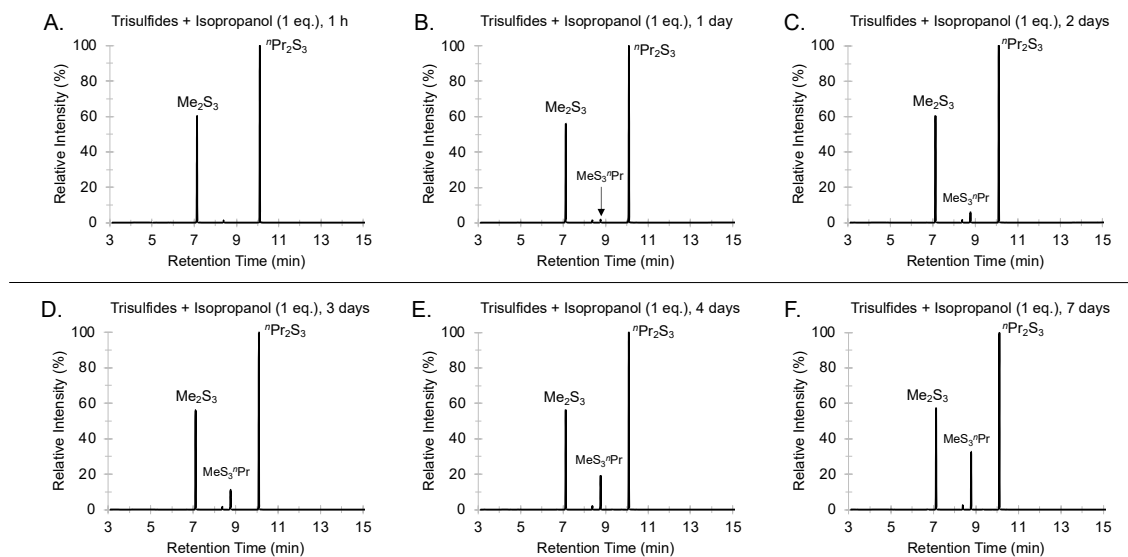 A. Trisulfides + Isopropanol (1 eq.), 1 h
100
80
60
40
20
0
Relative Intensity (%)
Me₂S₃
ⁿPr₂S₃
3 5 7 9 11 13 15
Retention Time (min)
B. Trisulfides + Isopropanol (1 eq.), 1 day
100
80
60
40
20
0
Relative Intensity (%)
Me₂S₃
MeS₃ⁿPr
ⁿPr₂S₃
3 5 7 9 11 13 15
Retention Time (min)
C. Trisulfides + Isopropanol (1 eq.), 2 days
100
80
60
40
20
0
Relative Intensity (%)
Me₂S₃
MeS₃ⁿPr
ⁿPr₂S₃
3 5 7 9 11 13 15
Retention Time (min)
D. Trisulfides + Isopropanol (1 eq.), 3 days
100
80
60
40
20
0
Relative Intensity (%)
Me₂S₃
MeS₃ⁿPr
ⁿPr₂S₃
3 5 7 9 11 13 15
Retention Time (min)
E. Trisulfides + Isopropanol (1 eq.), 4 days
100
80
60
40
20
0
Relative Intensity (%)
Me₂S₃
MeS₃ⁿPr
ⁿPr₂S₃
3 5 7 9 11 13 15
Retention Time (min)
F. Trisulfides + Isopropanol (1 eq.), 7 days
100
80
60
40
20
0
Relative Intensity (%)
Me₂S₃
MeS₃ⁿPr
ⁿPr₂S₃
3 5 7 9 11 13 15
Retention Time (min)